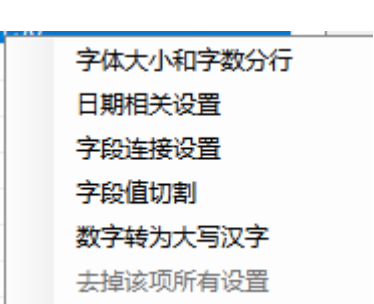 字体大小和字数分行
日期相关设置
字段连接设置
字段值切割
数字转为大写汉字
去掉该项所有设置